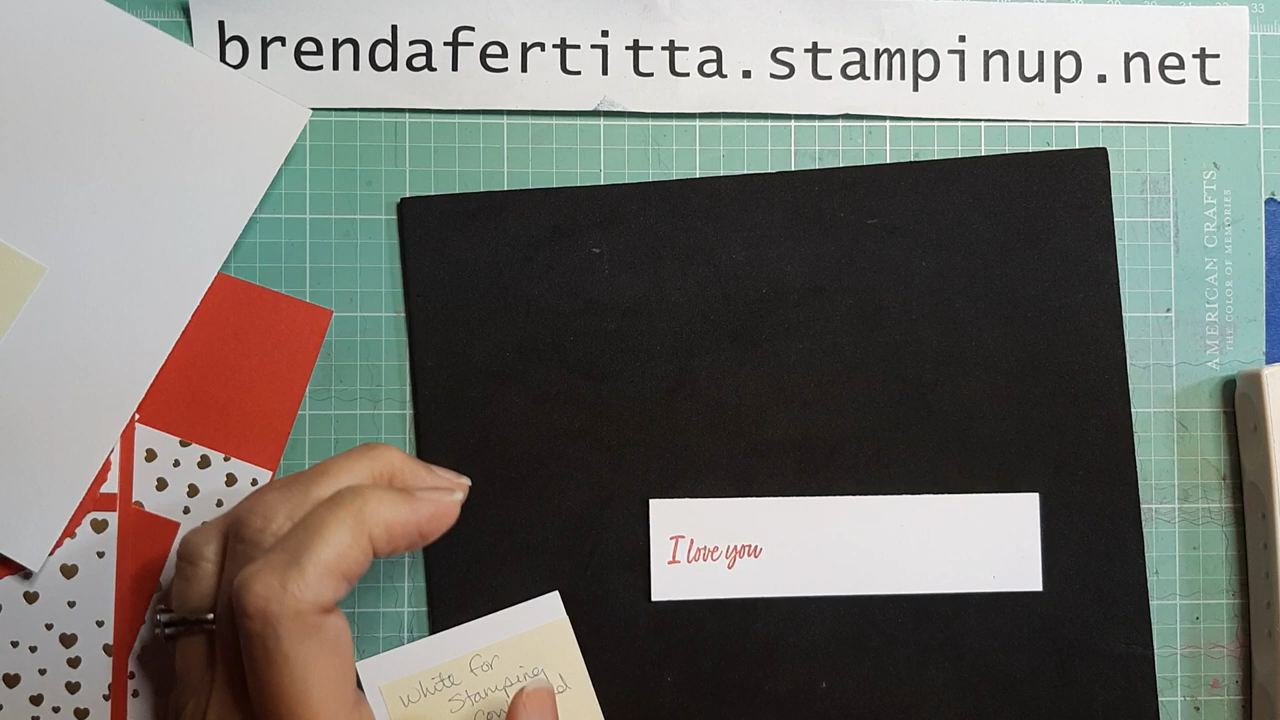 brendafertitta.stampinup.net
AMERICAN CRAFTS
THE COLOR OF MEMORIES
I love you
White for
Stamping